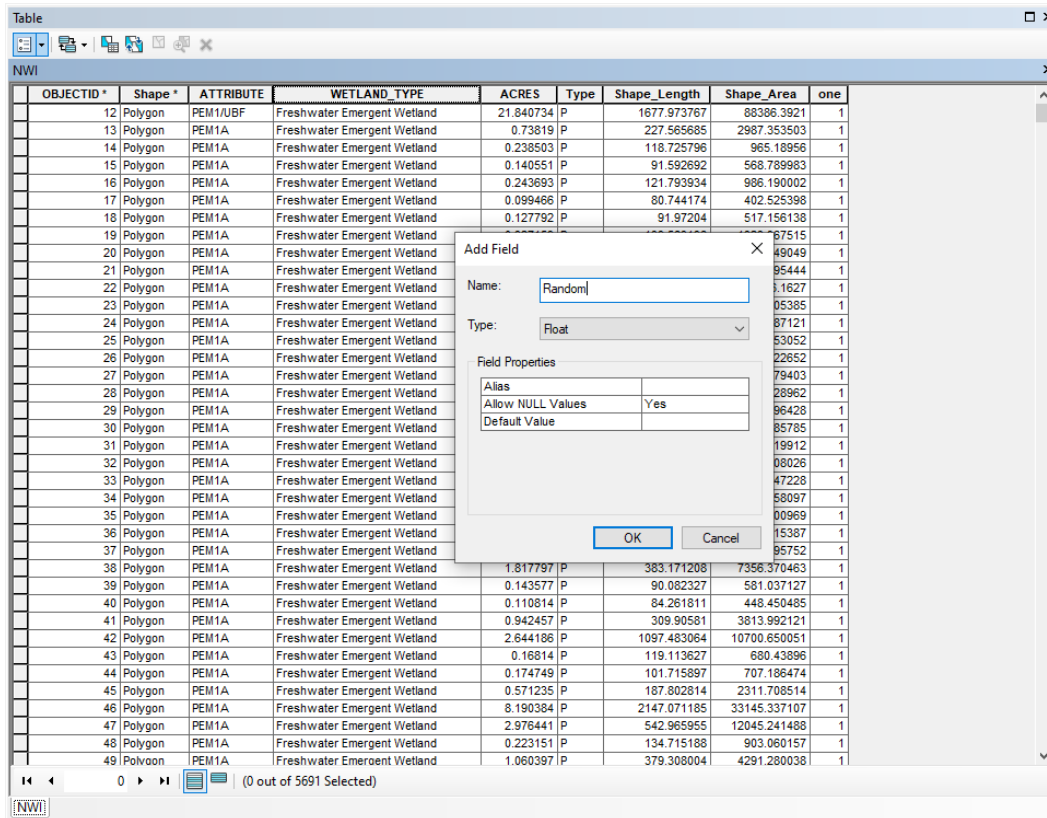 Table
NWI
OBJECTID * Shape * ATTRIBUTE WETLAND_TYPE ACRES Type Shape_Length Shape_Area one
12 Polygon PEM1/UBF Freshwater Emergent Wetland 21.840734 P 1677.973767 88386.3921 1
13 Polygon PEM1A Freshwater Emergent Wetland 0.73819 P 227.565685 2987.353503 1
14 Polygon PEM1A Freshwater Emergent Wetland 0.238503 P 118.725796 965.18956 1
15 Polygon PEM1A Freshwater Emergent Wetland 0.140551 P 91.592692 568.789983 1
16 Polygon PEM1A Freshwater Emergent Wetland 0.243693 P 121.793934 986.190002 1
17 Polygon PEM1A Freshwater Emergent Wetland 0.099466 P 80.744174 402.525398 1
18 Polygon PEM1A Freshwater Emergent Wetland 0.127792 P 91.97204 517.156138 1
19 Polygon PEM1A Freshwater Emergent Wetland 67515 1
20 Polygon PEM1A Freshwater Emergent Wetland 49049 1
21 Polygon PEM1A Freshwater Emergent Wetland 95444 1
22 Polygon PEM1A Freshwater Emergent Wetland .1627 1
23 Polygon PEM1A Freshwater Emergent Wetland 05385 1
24 Polygon PEM1A Freshwater Emergent Wetland 87121 1
25 Polygon PEM1A Freshwater Emergent Wetland 53052 1
26 Polygon PEM1A Freshwater Emergent Wetland 22652 1
27 Polygon PEM1A Freshwater Emergent Wetland 79403 1
28 Polygon PEM1A Freshwater Emergent Wetland 28962 1
29 Polygon PEM1A Freshwater Emergent Wetland 96428 1
30 Polygon PEM1A Freshwater Emergent Wetland 85785 1
31 Polygon PEM1A Freshwater Emergent Wetland 19912 1
32 Polygon PEM1A Freshwater Emergent Wetland 08026 1
33 Polygon PEM1A Freshwater Emergent Wetland 47228 1
34 Polygon PEM1A Freshwater Emergent Wetland 58097 1
35 Polygon PEM1A Freshwater Emergent Wetland 00969 1
36 Polygon PEM1A Freshwater Emergent Wetland 15387 1
37 Polygon PEM1A Freshwater Emergent Wetland 95752 1
38 Polygon PEM1A Freshwater Emergent Wetland 1.817797 P 383.171208 7356.370463 1
39 Polygon PEM1A Freshwater Emergent Wetland 0.143577 P 90.082327 581.037127 1
40 Polygon PEM1A Freshwater Emergent Wetland 0.110814 P 84.261811 448.450485 1
41 Polygon PEM1A Freshwater Emergent Wetland 0.942457 P 309.90581 3813.992121 1
42 Polygon PEM1A Freshwater Emergent Wetland 2.644186 P 1097.483064 10700.650051 1
43 Polygon PEM1A Freshwater Emergent Wetland 0.16814 P 119.113627 680.43896 1
44 Polygon PEM1A Freshwater Emergent Wetland 0.174749 P 101.715897 707.186474 1
45 Polygon PEM1A Freshwater Emergent Wetland 0.571235 P 187.802814 2311.708514 1
46 Polygon PEM1A Freshwater Emergent Wetland 8.190384 P 2147.071185 33145.337107 1
47 Polygon PEM1A Freshwater Emergent Wetland 2.976441 P 542.965955 12045.241488 1
48 Polygon PEM1A Freshwater Emergent Wetland 0.223151 P 134.715188 903.060157 1
49 Polygon PEM1A Freshwater Emergent Wetland 1.060397 P 379.308004 4291.280038 1
Add Field
Name: Random
Type: Float
Field Properties
Alias
Allow NULL Values Yes
Default Value
OK Cancel
0 (0 out of 5691 Selected)
NWI